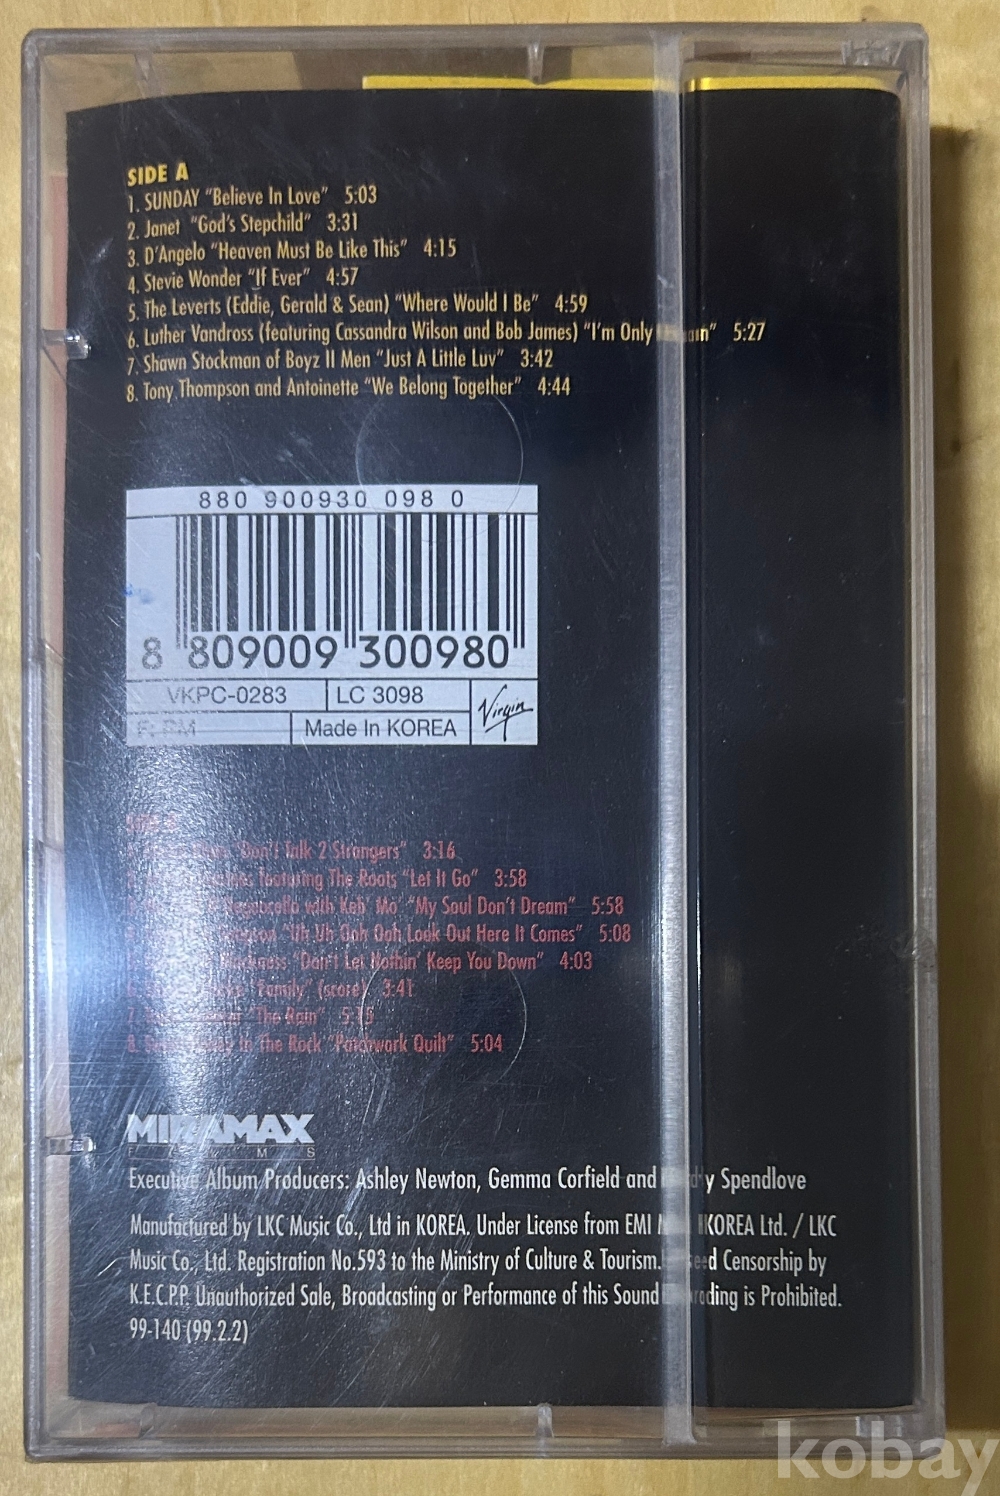 SIDE A
1. SUNDAY "Believe In Love" 5:03
2. Janet "God's Stepchild" 3:31
3. D'Angelo "Heaven Must Be Like This" 4:15
4. Stevie Wonder "If Ever" 4:57
5. The Leverts (Eddie, Gerald & Sean) "Where Would I Be" 4:59
6. Luther Vandross (featuring Cassandra Wilson and Bob James) "I'm Only 5:27
7. Shawn Stockman of Boyz II Men "Just A Little Luv" 3:42
8. Tony Thompson and Antoinette "We Belong Together" 4:44
880 900930 098 0
8 809009 300980
VKPC-0283 LC 3098
Made In KOREA Virgin
"Don't Talk 2 Strangers" 3:16
featuring The Roots "Let It Go" 3:58
with Keb' Mo' "My Soul Don't Dream" 5:58
"Uh Uh Ooh Ooh Look Out Here It Comes" 5:08
"Don't Let Nothin' Keep You Down" 4:03
"Family" (score) 3:41
7. "The Rain"
8. In The Rock "Patchwork Quilt" 5:04
MIRAMAX
FILMS
Executive Album Producers: Ashley Newton, Gemma Corfield and Spendlove
Manufactured by LKC Music Co., Ltd in KOREA. Under License from EMI KOREA Ltd. / LKC
Music Co., Ltd. Registration No.593 to the Ministry of Culture & Tourism. Censorship by
K.E.C.P.P. Unauthorized Sale, Broadcasting or Performance of this Sound is Prohibited.
99-140 (99.2.2)
kobay